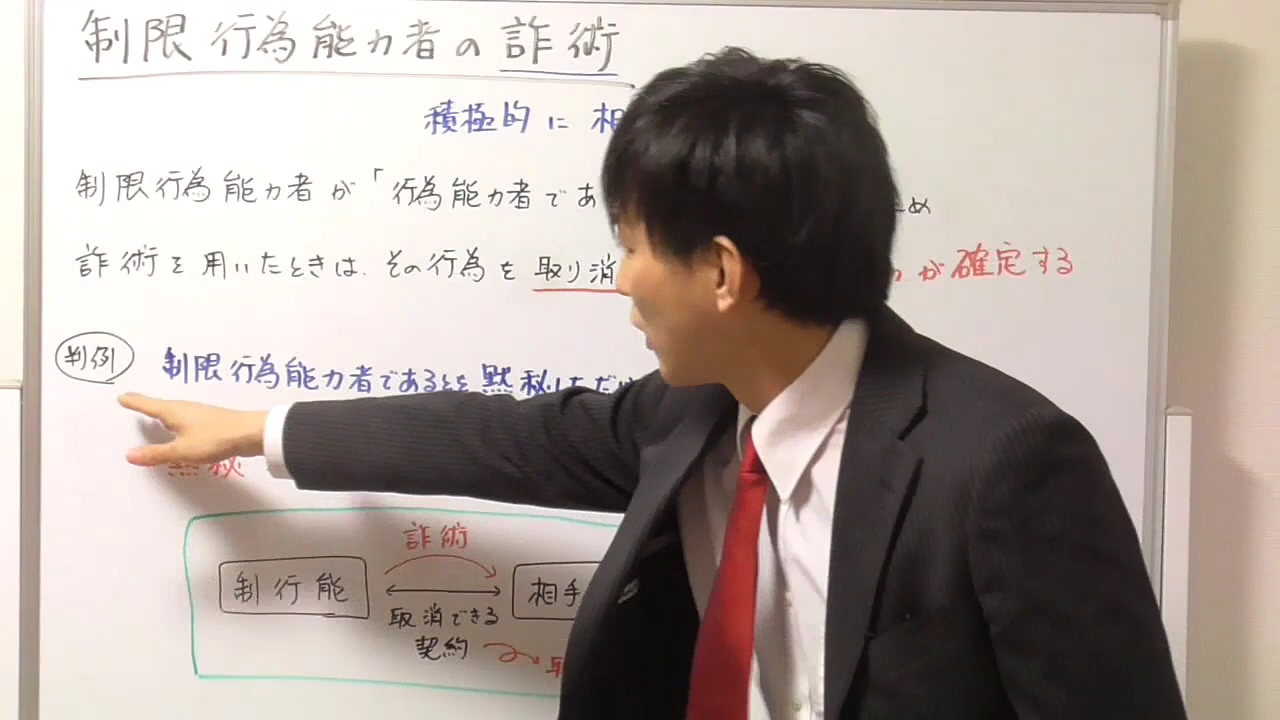 制限行為能力者の詐術
積極的に 相
制限行為能力者が「行為能力者であ
め
詐術を用いたときは、その行為を取り消
が確定する
判例 制限行為能力者であることを黙秘しただけ
黙秘
詐術
制行能 相手
取消できる
契約 取